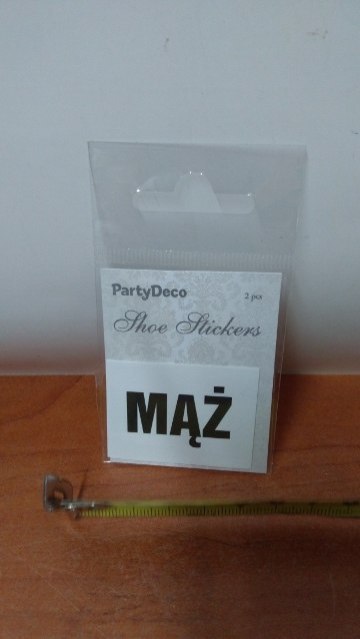 PartyDeco
2 pcs
Shoe Stickers
MĄŻ